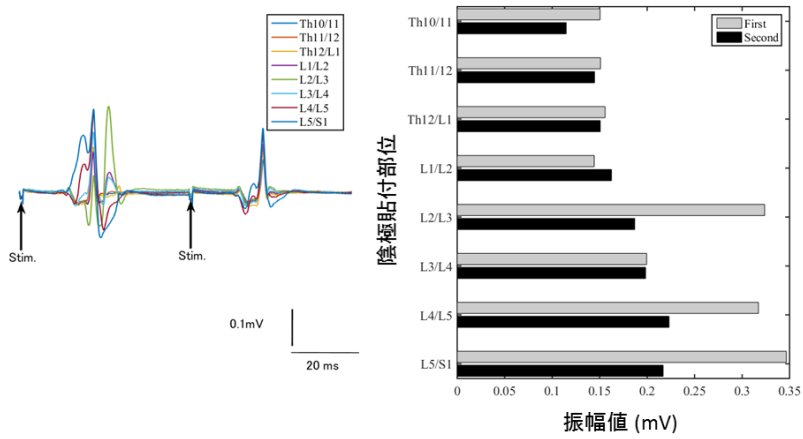 Th10/11
Th11/12
Th12/L1
L1/L2
L2/L3
L3/L4
L4/L5
L5/S1
Stim.
Stim.
0.1mV
20 ms
First
Second
陰極貼付部位
Th10/11
Th11/12
Th12/L1
L1/L2
L2/L3
L3/L4
L4/L5
L5/S1
0 0.05 0.1 0.15 0.2 0.25 0.3 0.35
振幅値 (mV)